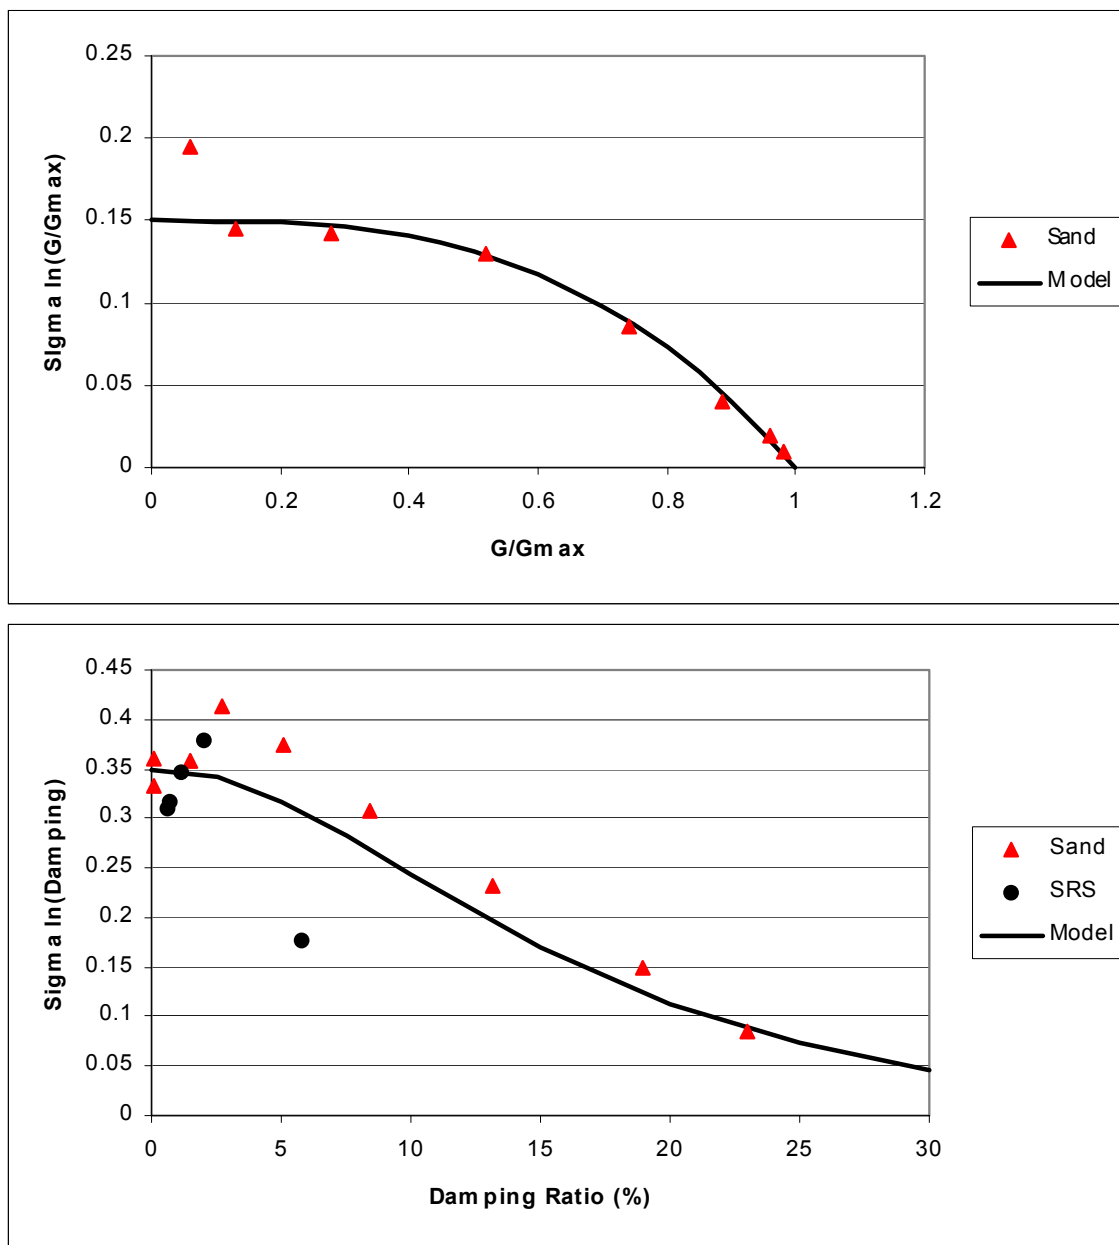 0.25
0.2
0.15
0.1
0.05
0
0 0.2 0.4 0.6 0.8 1 1.2
SIgma ln(G/Gmax)
G/Gmax
Sand
Model
0.45
0.4
0.35
0.3
0.25
0.2
0.15
0.1
0.05
0
0 5 10 15 20 25 30
Sigma ln(Damping)
Damping Ratio (%)
Sand
SRS
Model